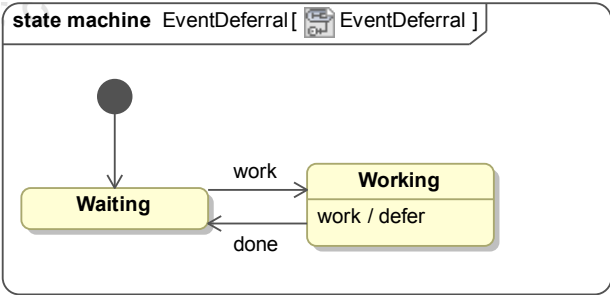 state machine EventDeferral[ EventDeferral ]
work
Working
Waiting
work / defer
done